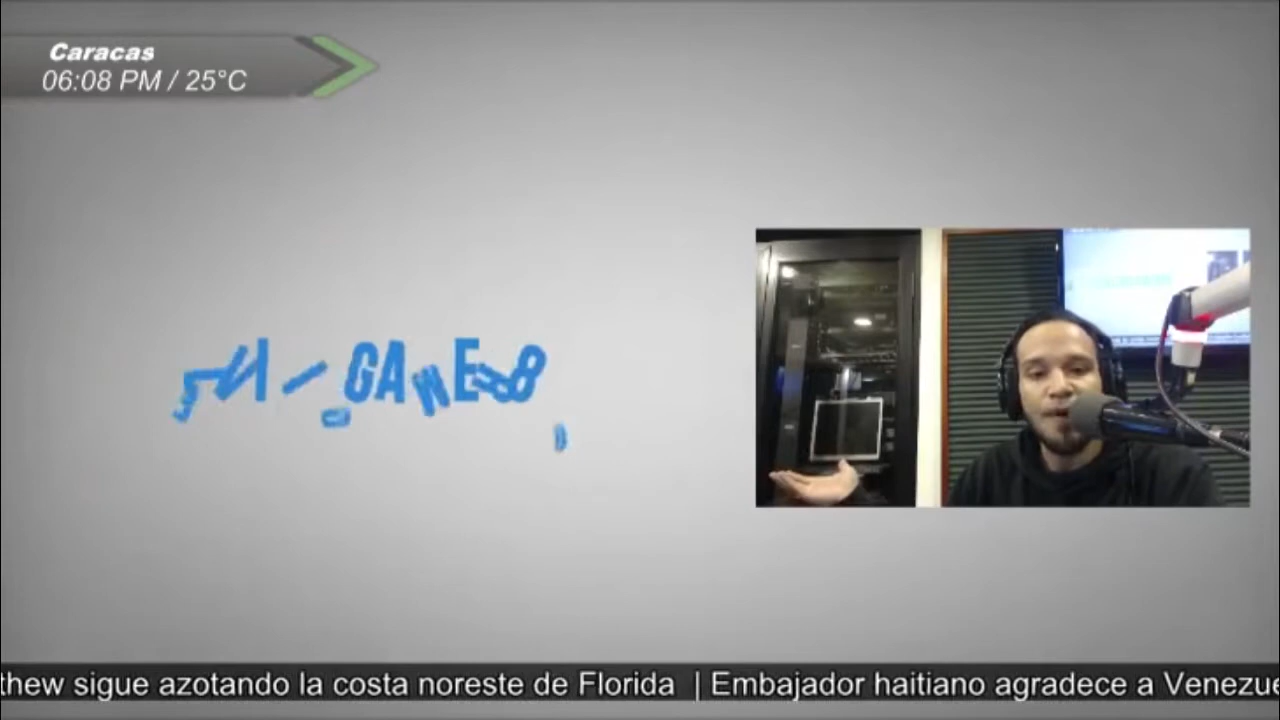 Caracas
06:08 PM / 25°C
thew sigue azotando la costa noreste de Florida | Embajador haitiano agradece a Venezue